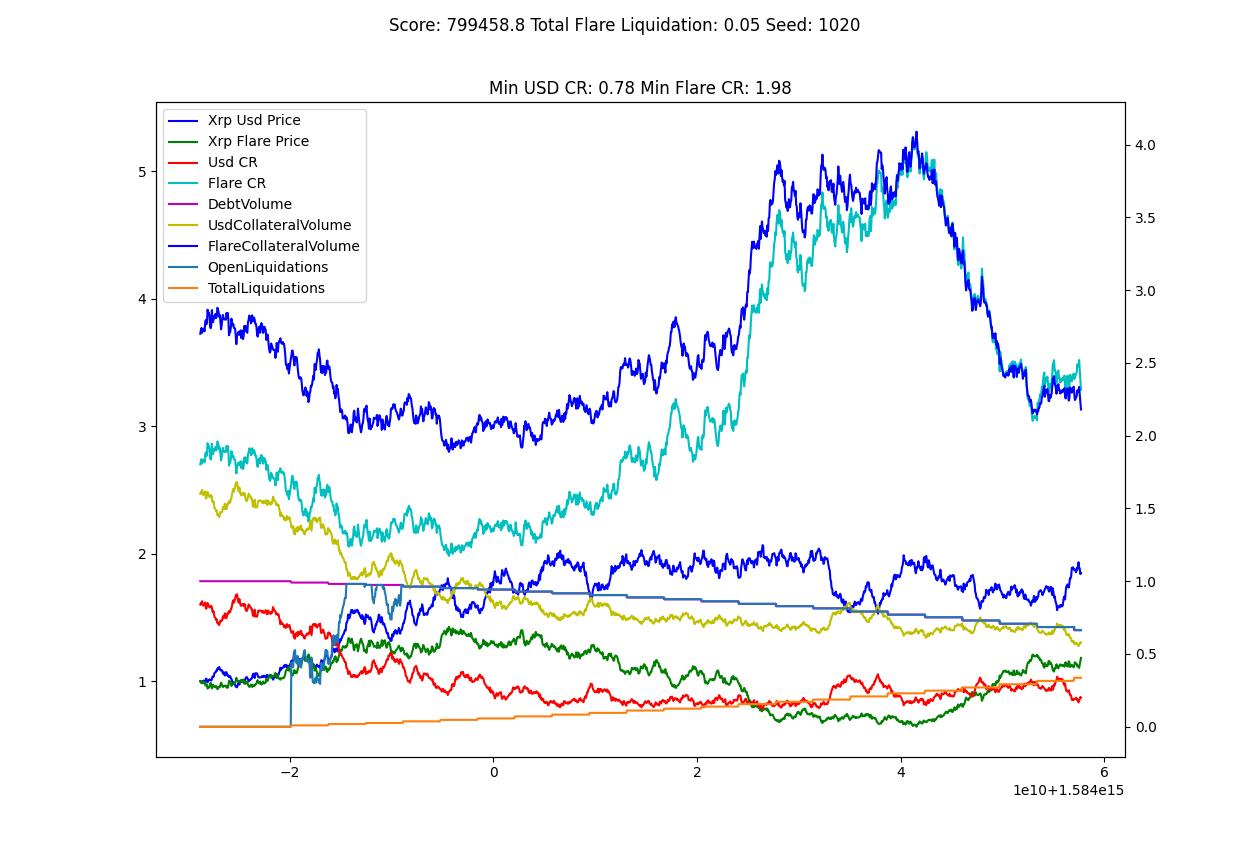 Score: 799458.8 Total Flare Liquidation: 0.05 Seed: 1020
Min USD CR: 0.78 Min Flare CR: 1.98
Xrp Usd Price
Xrp Flare Price
Usd CR
Flare CR
DebtVolume
UsdCollateralVolume
FlareCollateralVolume
OpenLiquidations
TotalLiquidations
5
4
3
2
1
4.0
3.5
3.0
2.5
2.0
1.5
1.0
0.5
0.0
−2 0 2 4 6
1e10+1.584e15